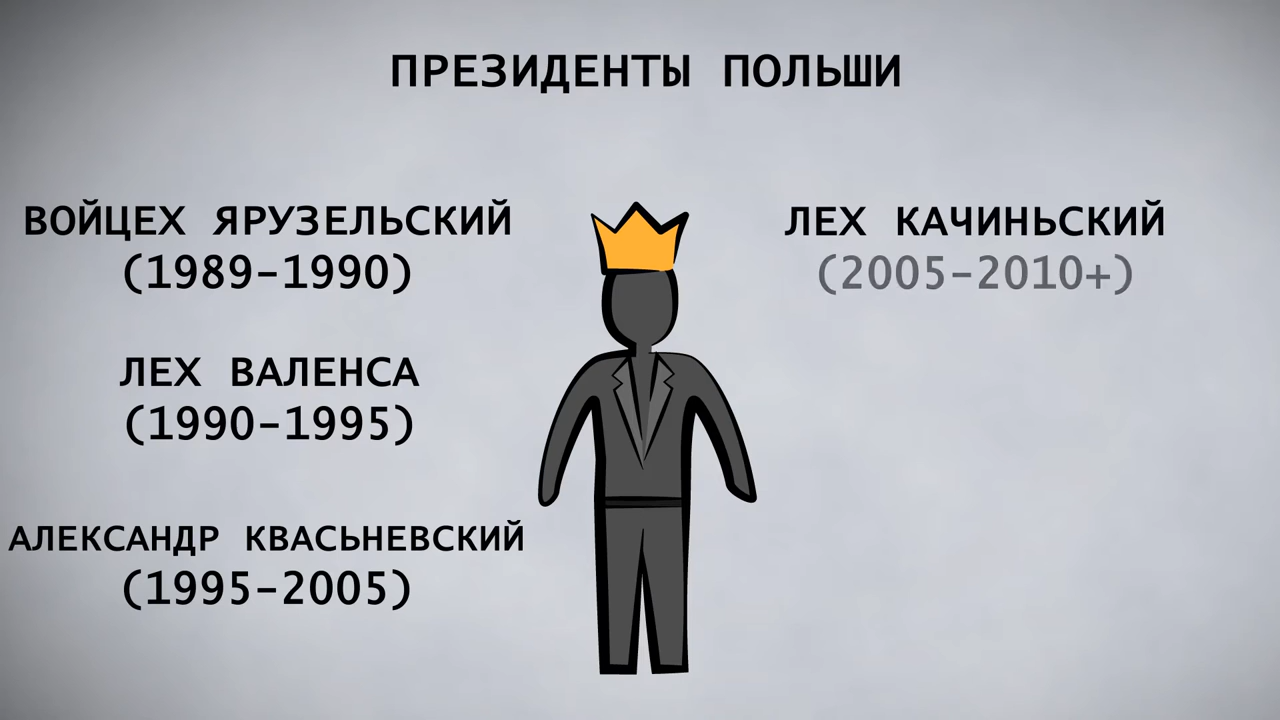 ПРЕЗИДЕНТЫ ПОЛЬШИ
ВОЙЦЕХ ЯРУЗЕЛЬСКИЙ
(1989-1990)
ЛЕХ ВАЛЕНСА
(1990-1995)
АЛЕКСАНДР КВАСЬНЕВСКИЙ
(1995-2005)
ЛЕХ КАЧИНЬСКИЙ
(2005-2010+)